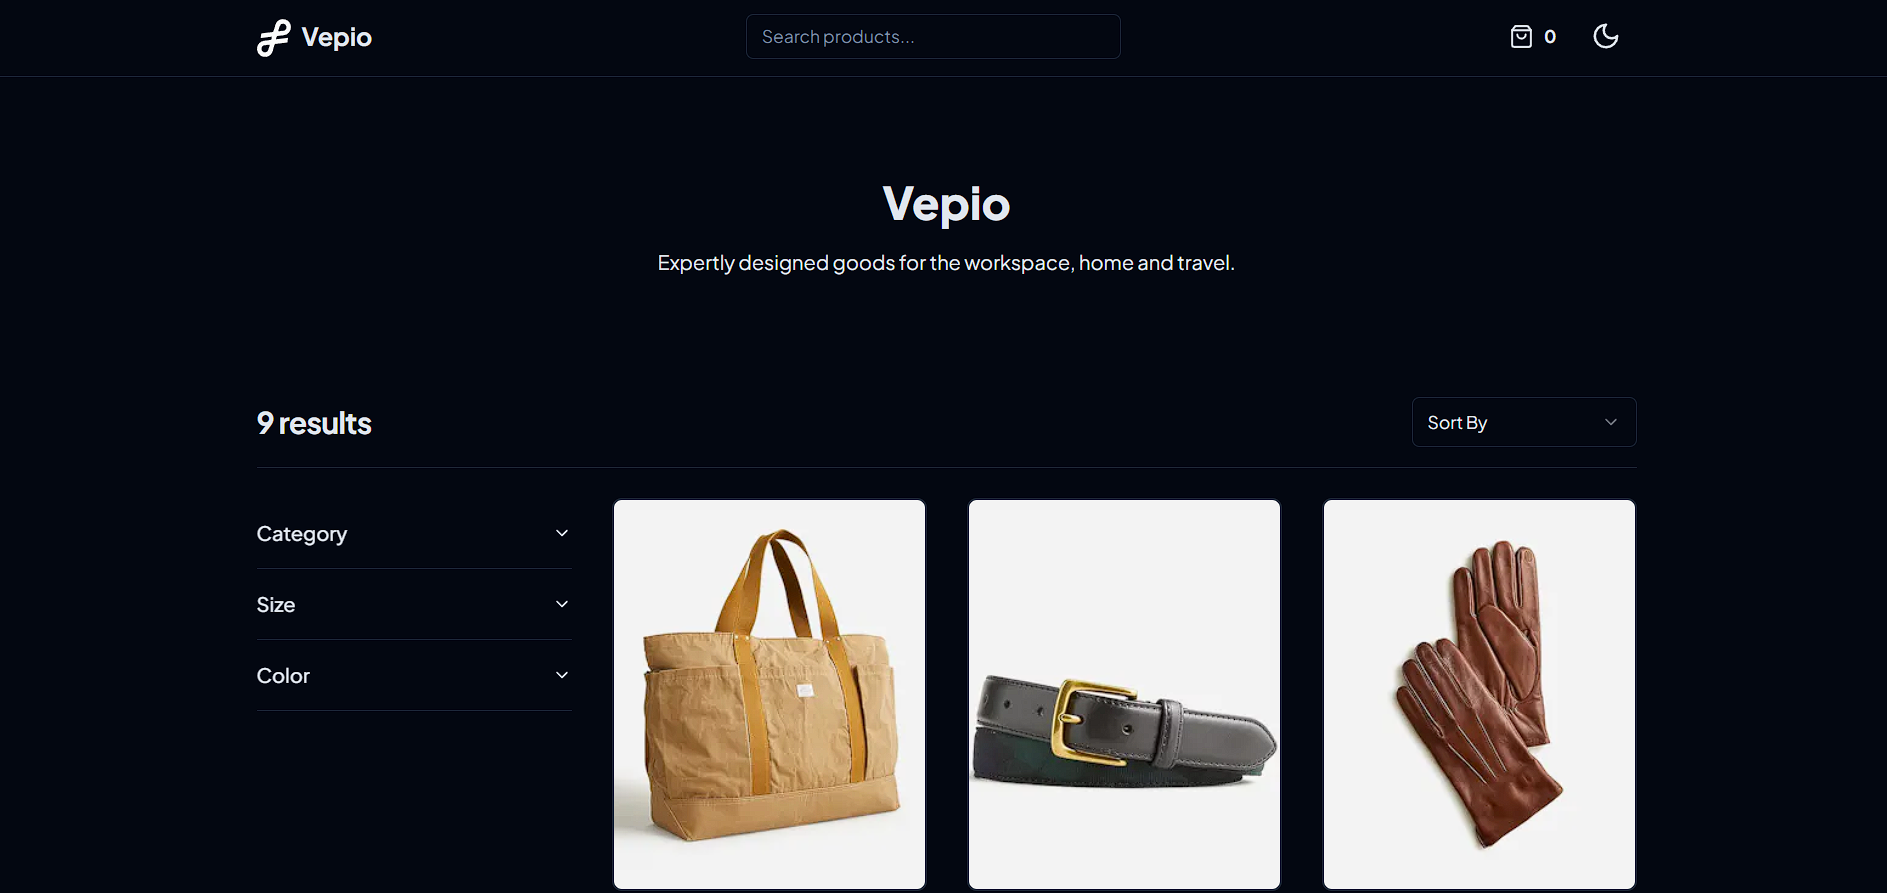 Vepio
Search products...
0
Vepio
Expertly designed goods for the workspace, home and travel.
9 results
Sort By
Category
Size
Color